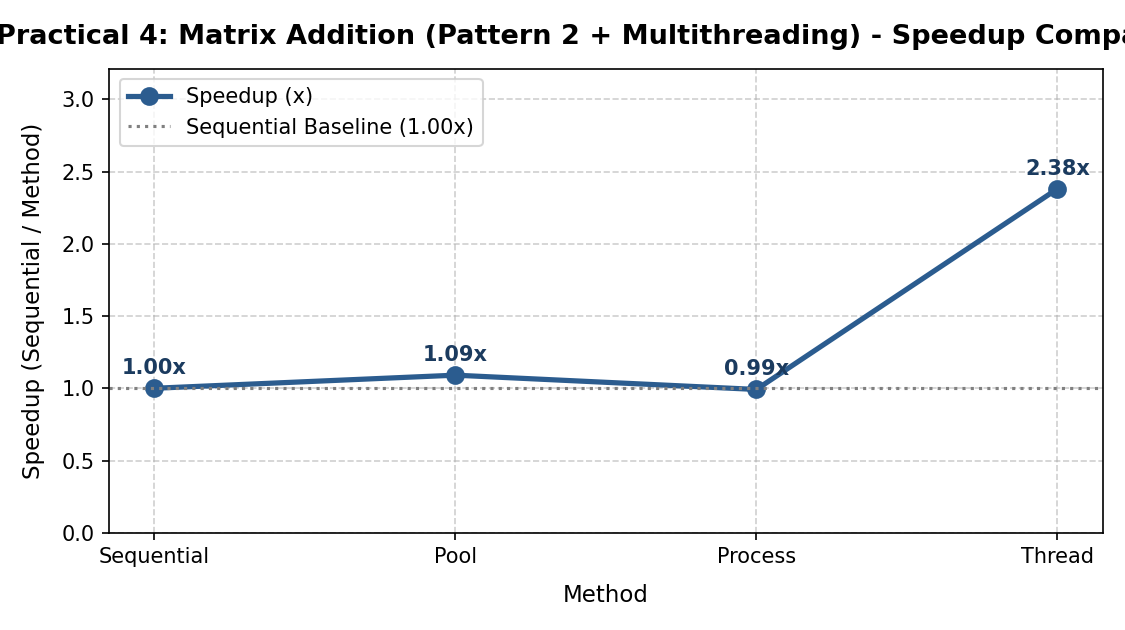 Practical 4: Matrix Addition (Pattern 2 + Multithreading) - Speedup Compa
Speedup (x)
Sequential Baseline (1.00x)
Speedup (Sequential / Method)
3.0
2.5
2.0
1.5
1.0
0.5
0.0
1.00x
1.09x
0.99x
2.38x
Sequential Pool Process Thread
Method